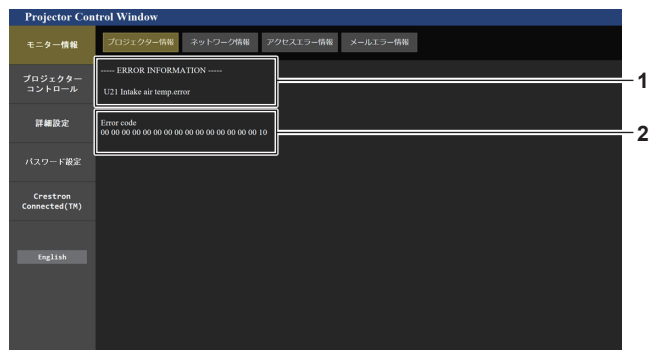 Projector Control Window
モニター情報
プロジェクター情報 ネットワーク情報 アクセスエラー情報 メールエラー情報
----- ERROR INFORMATION -----
U21 Intake air temp.error
1
プロジェクター
コントロール
Error code
00 00 00 00 00 00 00 00 00 00 00 00 00 00 00 10
2
詳細設定
パスワード設定
Crestron
Connected(TM)
English